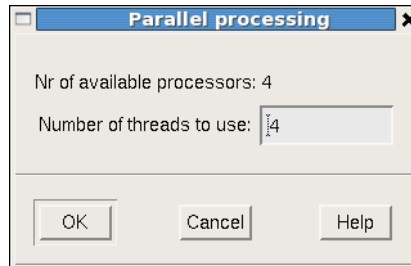 Parallel processing
Nr of available processors: 4
Number of threads to use: 4
OK Cancel Help